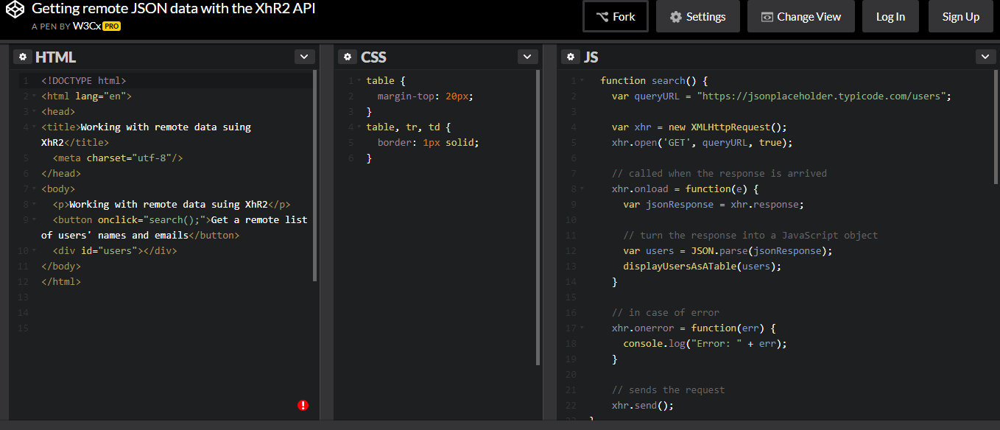 Getting remote JSON data with the XhR2 API
A PEN BY W3Cx PRO
Fork
Settings
Change View
Log In
Sign Up
HTML
1 <!DOCTYPE html>
2 <html lang="en">
3 <head>
4 <title>Working with remote data suing
XhR2</title>
5 <meta charset="utf-8"/>
6 </head>
7 <body>
8 <p>Working with remote data suing XhR2</p>
9 <button onclick="search();">Get a remote list
of users' names and emails</button>
10 <div id="users"></div>
11 </body>
12 </html>
13
14
15
CSS
1 table {
2 margin-top: 20px;
3 }
4 table, tr, td {
5 border: 1px solid;
6 }
JS
1 function search() {
2 var queryURL = "https://jsonplaceholder.typicode.com/users";
3
4 var xhr = new XMLHttpRequest();
5 xhr.open('GET', queryURL, true);
6
7 // called when the response is arrived
8 xhr.onload = function(e) {
9 var jsonResponse = xhr.response;
10
11 // turn the response into a JavaScript object
12 var users = JSON.parse(jsonResponse);
13 displayUsersAsATable(users);
14 }
15
16 // in case of error
17 xhr.onerror = function(err) {
18 console.log("Error: " + err);
19 }
20
21 // sends the request
22 xhr.send();